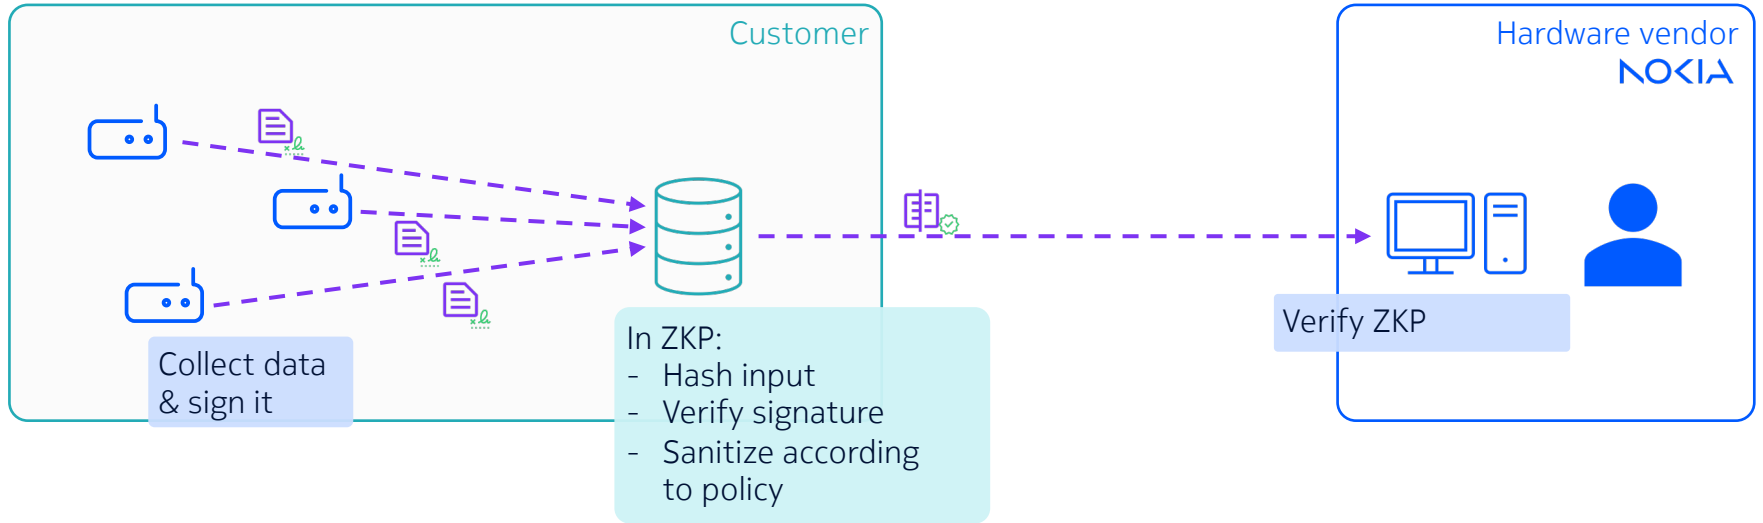 Customer
Hardware vendor
NOKIA
Collect data
& sign it
In ZKP:
- Hash input
- Verify signature
- Sanitize according
to policy
Verify ZKP